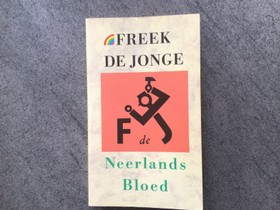 FREEK
DE JONGE
F de J
Neerlands
Bloed